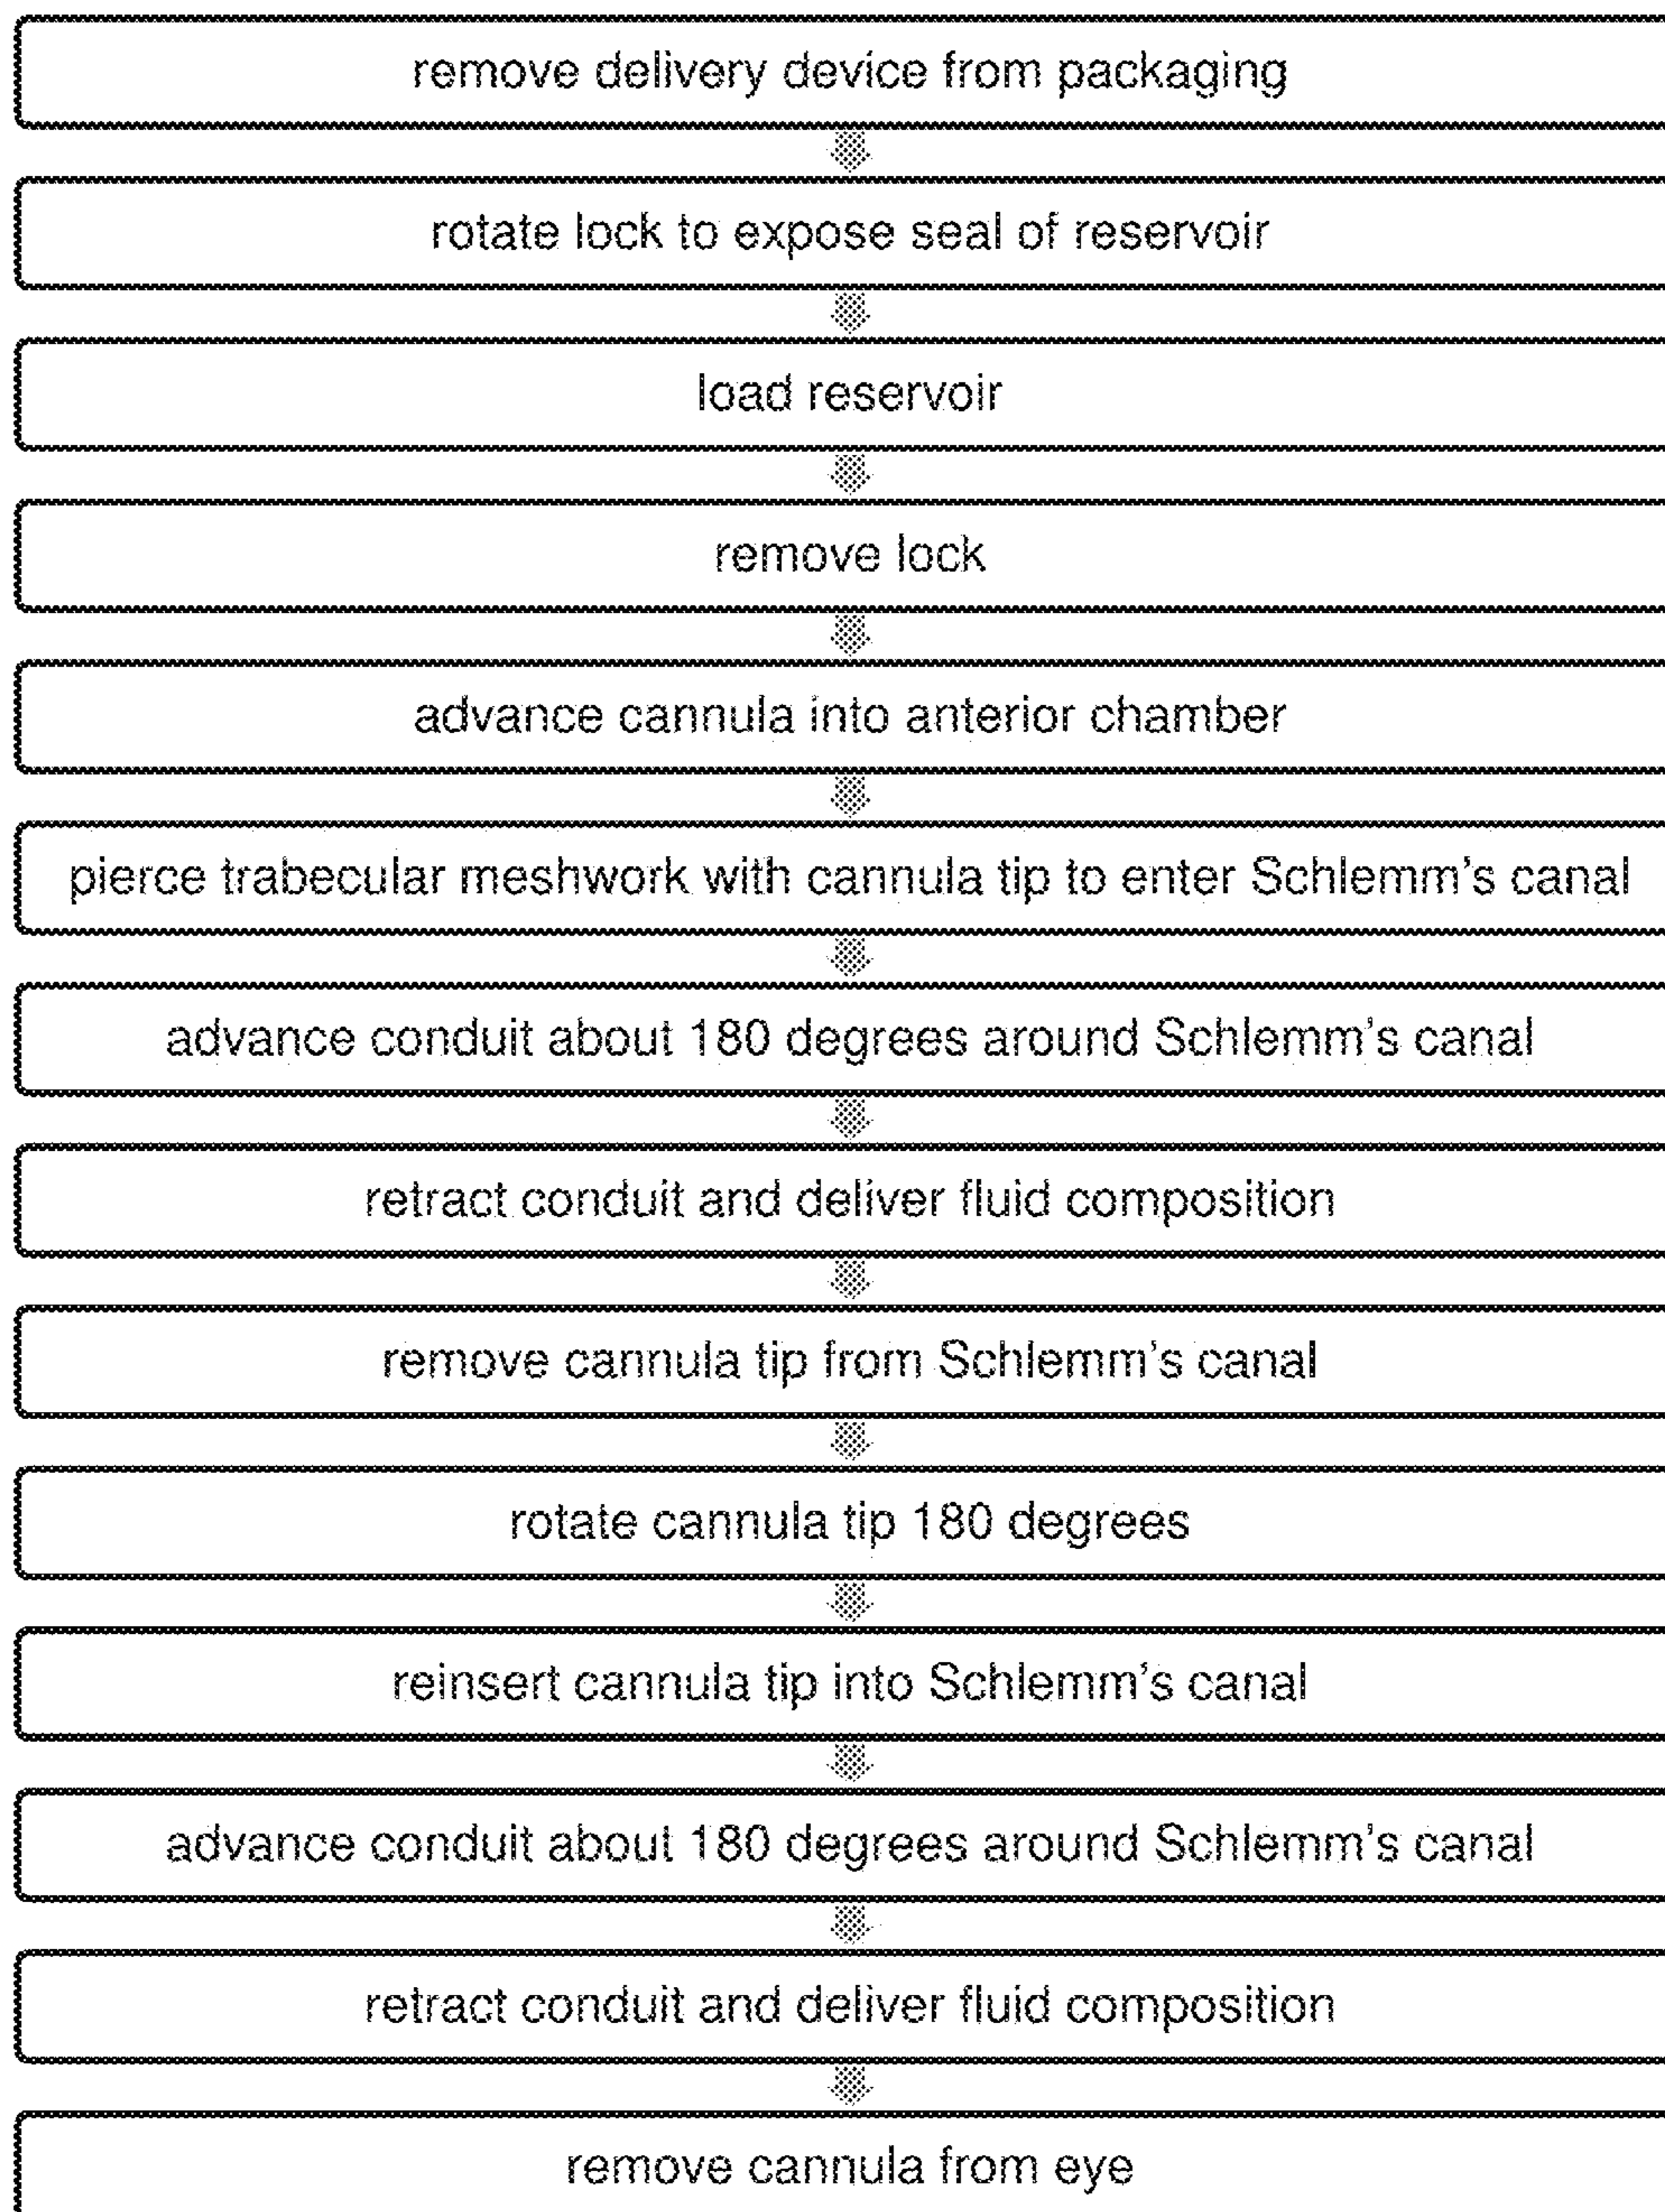 remove delivery device from packaging
rotate lock to expose seal of reservoir
load reservoir
remove lock
advance cannula into anterior chamber
pierce trabecular meshwork with cannula tip to enter Schlemm's canal
advance conduit about 180 degrees around Schlemm's canal
retract conduit and deliver fluid composition
remove cannula tip from Schlemm's canal
rotate cannula tip 180 degrees
reinsert cannula tip into Schlemm's canal
advance conduit about 180 degrees around Schlemm's canal
retract conduit and deliver fluid composition
remove cannula from eye